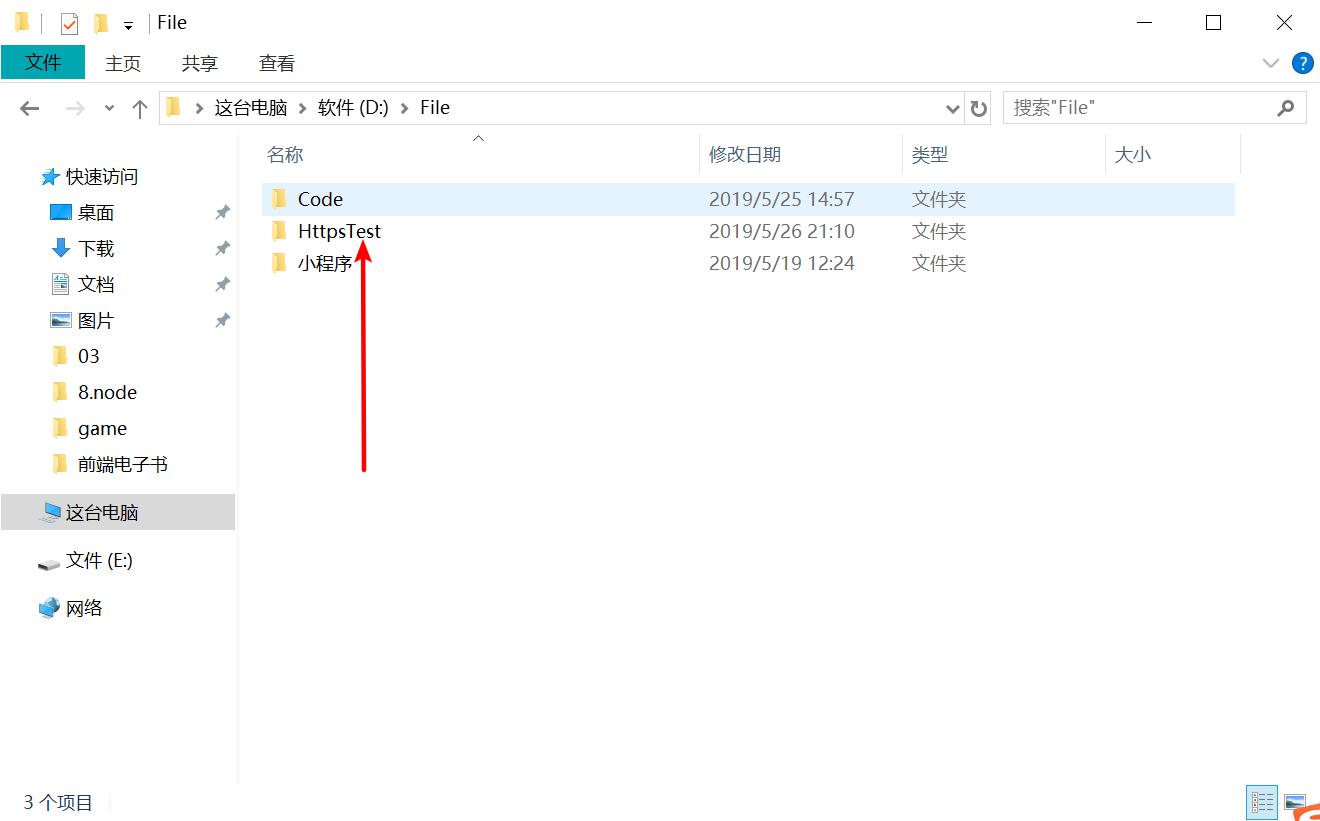 File
文件 主页 共享 查看 ?
这台电脑 软件 (D:) File 搜索"File"
名称 修改日期 类型 大小
快速访问
桌面
下载
文档
图片
03
8.node
game
前端电子书
这台电脑
文件 (E:)
网络
Code 2019/5/25 14:57 文件夹
HttpsTest 2019/5/26 21:10 文件夹
小程序 2019/5/19 12:24 文件夹
3 个项目